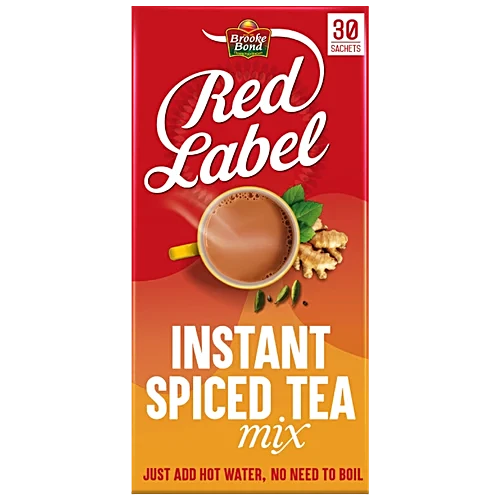 Brooke
Bond
30
SACHETS
Red
Label
INSTANT
SPICED TEA
mix
JUST ADD HOT WATER, NO NEED TO BOIL